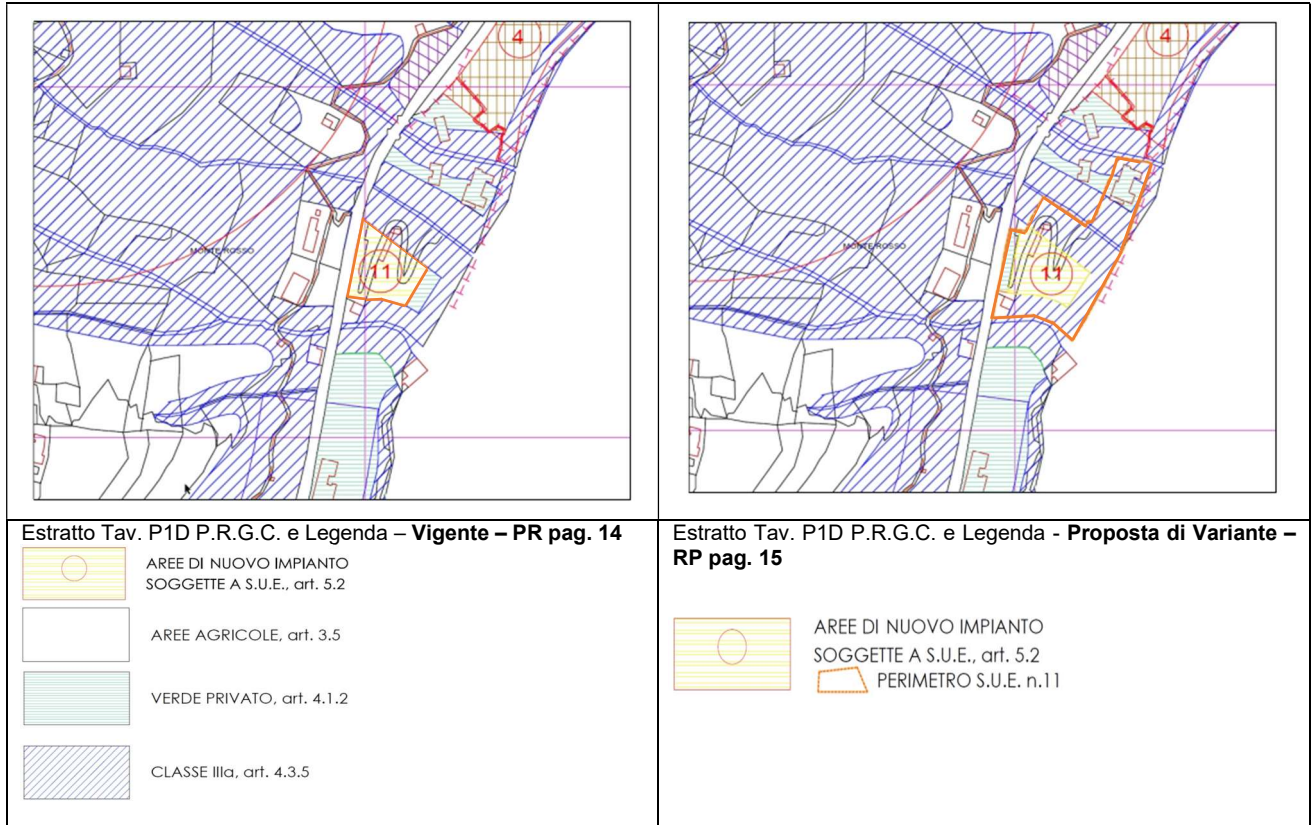 4
MONTE ROSSO
11
4
MONTE ROSSO
11
Estratto Tav. P1D P.R.G.C. e Legenda – Vigente – PR pag. 14
AREE DI NUOVO IMPIANTO
SOGGETTE A S.U.E., art. 5.2
AREE AGRICOLE, art. 3.5
VERDE PRIVATO, art. 4.1.2
CLASSE IIIa, art. 4.3.5
Estratto Tav. P1D P.R.G.C. e Legenda - Proposta di Variante –
RP pag. 15
AREE DI NUOVO IMPIANTO
SOGGETTE A S.U.E., art. 5.2
PERIMETRO S.U.E. n.11